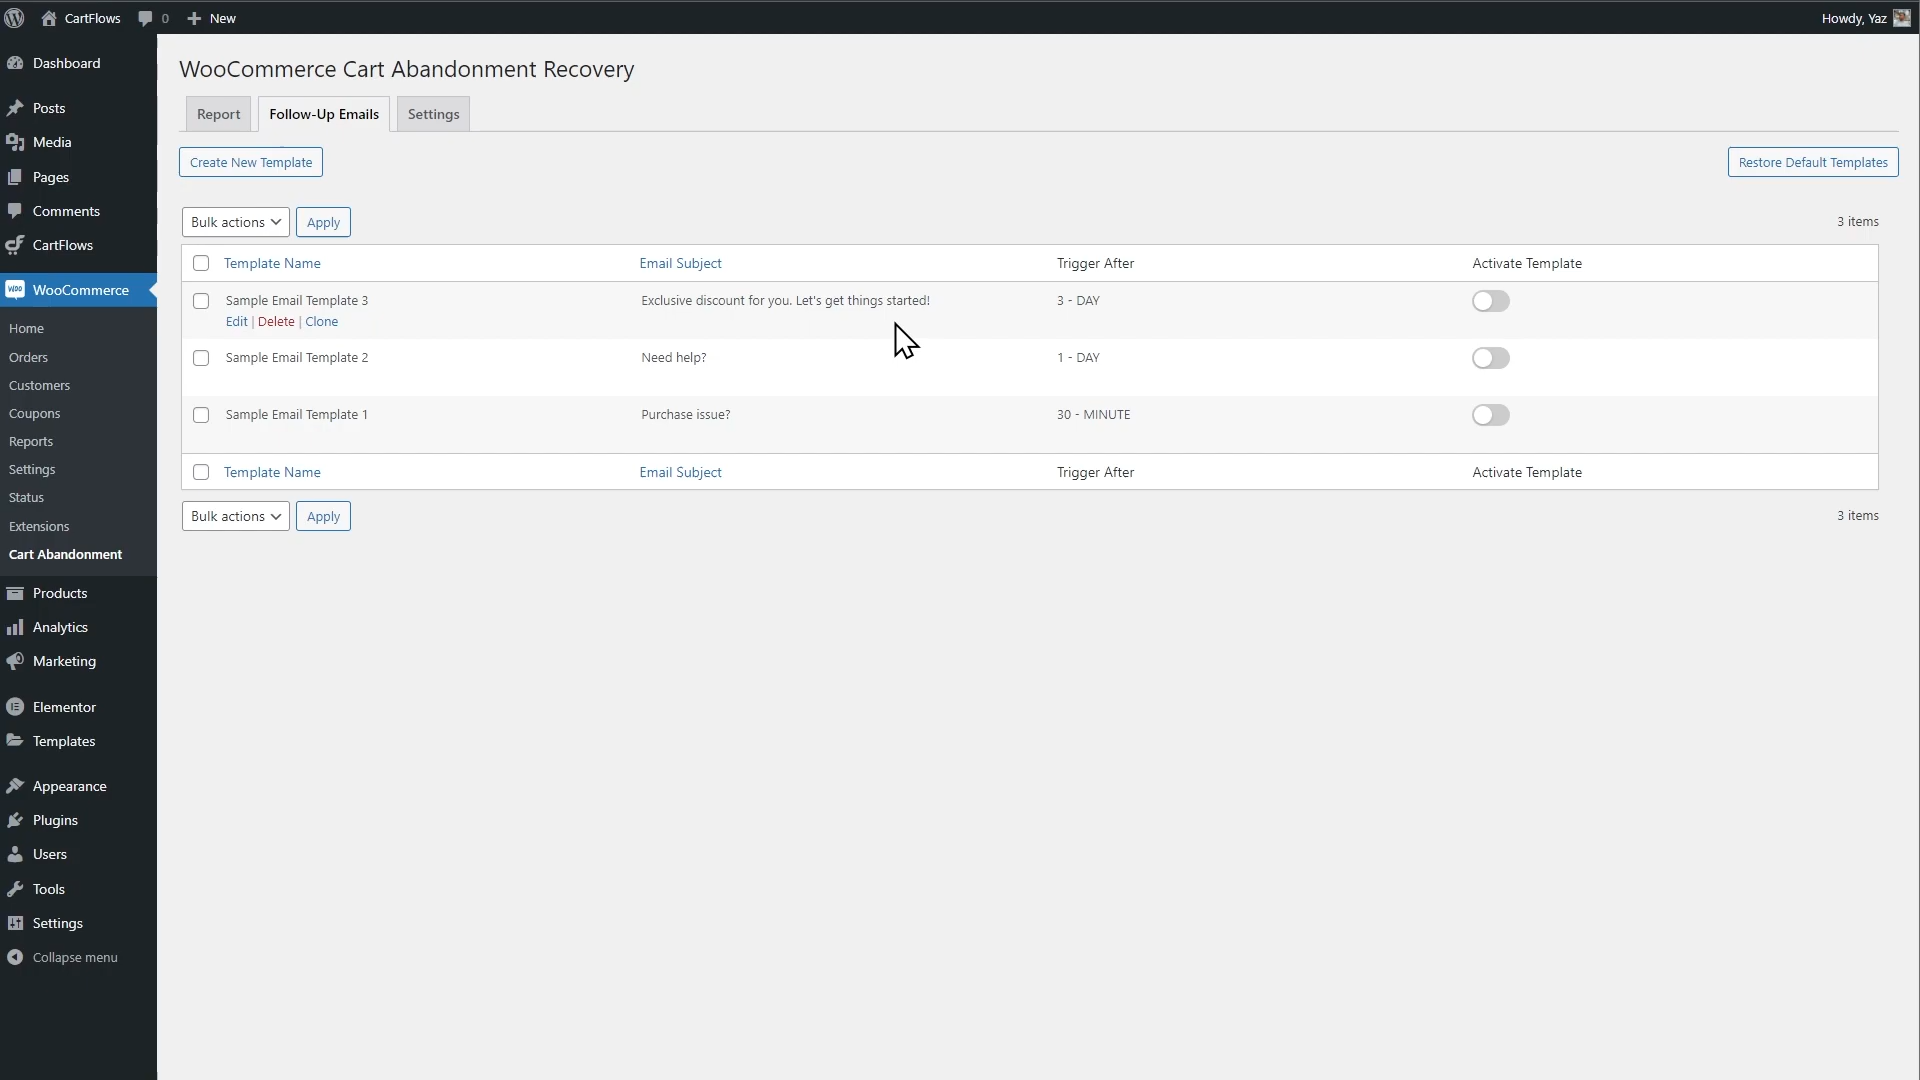 CartFlows
0
New
Howdy, Yaz
Dashboard
Posts
Media
Pages
Comments
CartFlows
WooCommerce
Home
Orders
Customers
Coupons
Reports
Settings
Status
Extensions
Cart Abandonment
Products
Analytics
Marketing
Elementor
Templates
Appearance
Plugins
Users
Tools
Settings
Collapse menu
WooCommerce Cart Abandonment Recovery
Report
Follow-Up Emails
Settings
Create New Template
Restore Default Templates
Bulk actions
Apply
3 items
Template Name
Email Subject
Trigger After
Activate Template
Sample Email Template 3
Exclusive discount for you. Let's get things started!
3 - DAY
Edit | Delete | Clone
Sample Email Template 2
Need help?
1 - DAY
Sample Email Template 1
Purchase issue?
30 - MINUTE
Template Name
Email Subject
Trigger After
Activate Template
Bulk actions
Apply
3 items